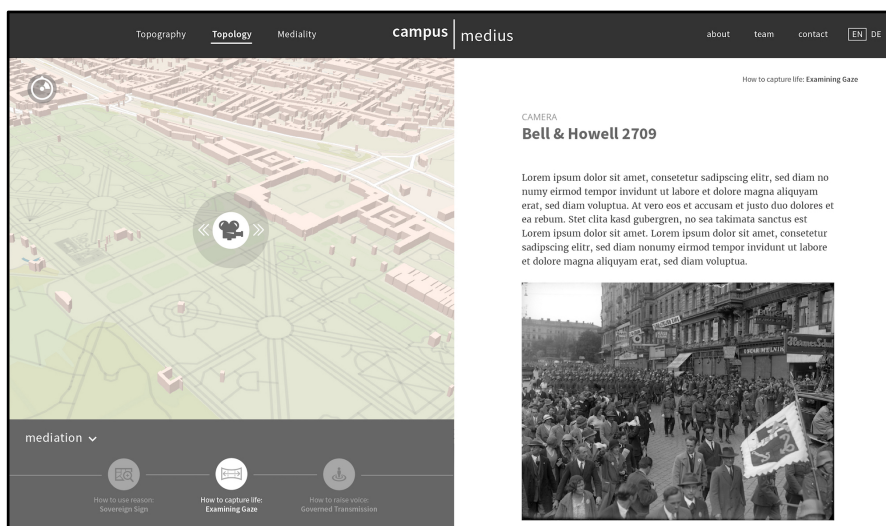 Topography Topology Mediality campus medius about team contact EN DE
How to capture life: Examining Gaze
CAMERA
Bell & Howell 2709
Lorem ipsum dolor sit amet, consetetur sadipscing elitr, sed diam no
numy eirmod tempor invidunt ut labore et dolore magna aliquyam
erat, sed diam voluptua. At vero eos et accusam et justo duo dolores et
ea rebum. Stet clita kasd gubergren, no sea takimata sanctus est
Lorem ipsum dolor sit amet. Lorem ipsum dolor sit amet, consetetur
sadipscing elitr, sed diam nonumy eirmod tempor invidunt ut labore
et dolore magna aliquyam erat, sed diam voluptua.
mediation
How to use reason:
Sovereign Sign
How to capture life:
Examining Gaze
How to raise voice:
Governed Transmission